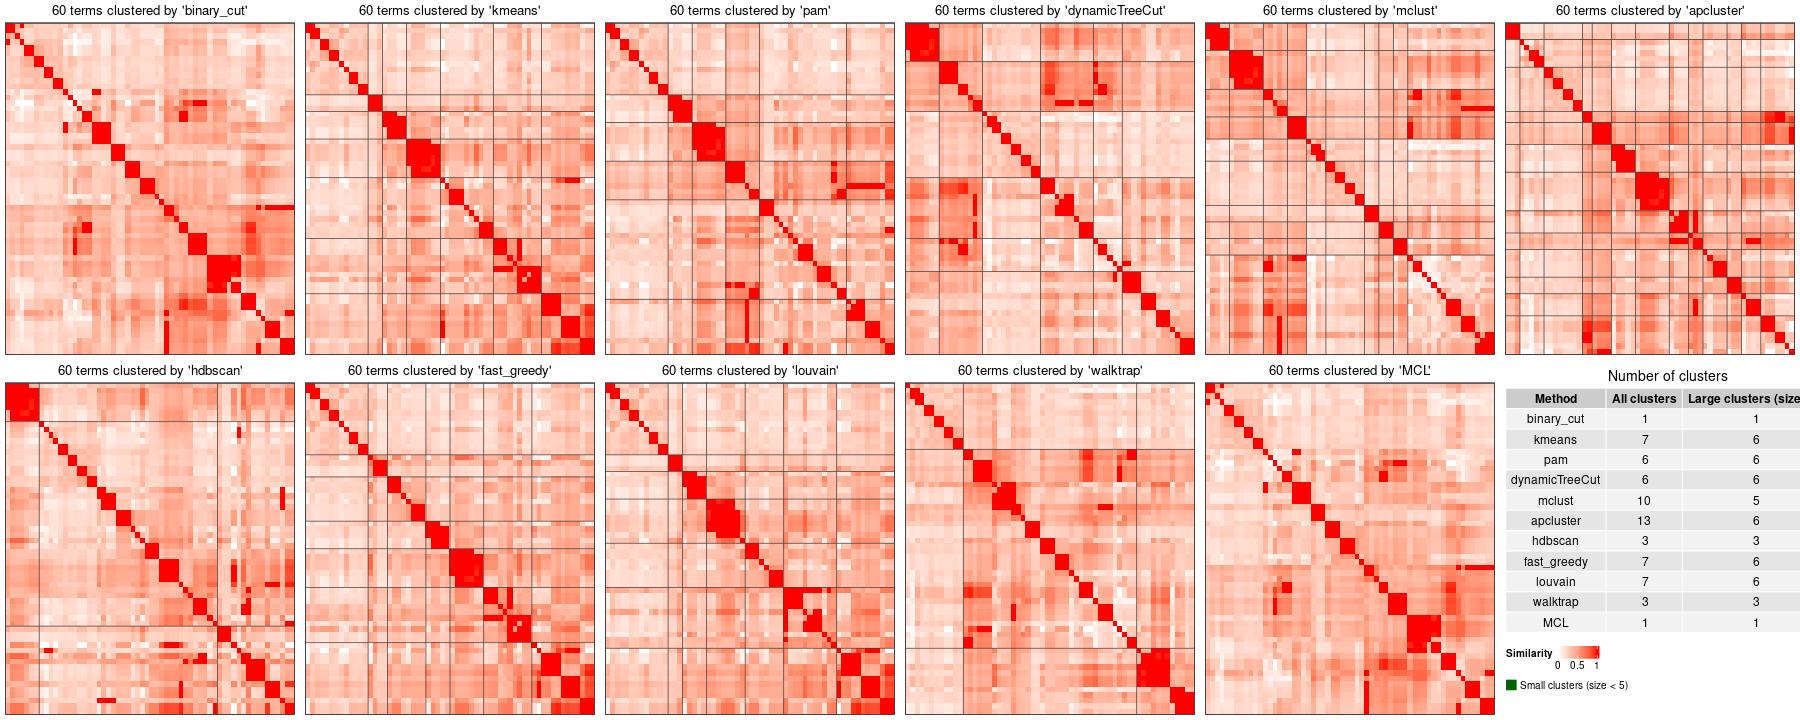 60 terms clustered by 'binary_cut'
60 terms clustered by 'kmeans'
60 terms clustered by 'pam'
60 terms clustered by 'dynamicTreeCut'
60 terms clustered by 'mclust'
60 terms clustered by 'apcluster'
60 terms clustered by 'hdbscan'
60 terms clustered by 'fast_greedy'
60 terms clustered by 'louvain'
60 terms clustered by 'walktrap'
60 terms clustered by 'MCL'
Number of clusters
Method All clusters Large clusters (size
binary_cut 1 1
kmeans 7 6
pam 6 6
dynamicTreeCut 6 6
mclust 10 5
apcluster 13 6
hdbscan 3 3
fast_greedy 7 6
louvain 7 6
walktrap 3 3
MCL 1 1
Similarity
0 0.5 1
Small clusters (size < 5)